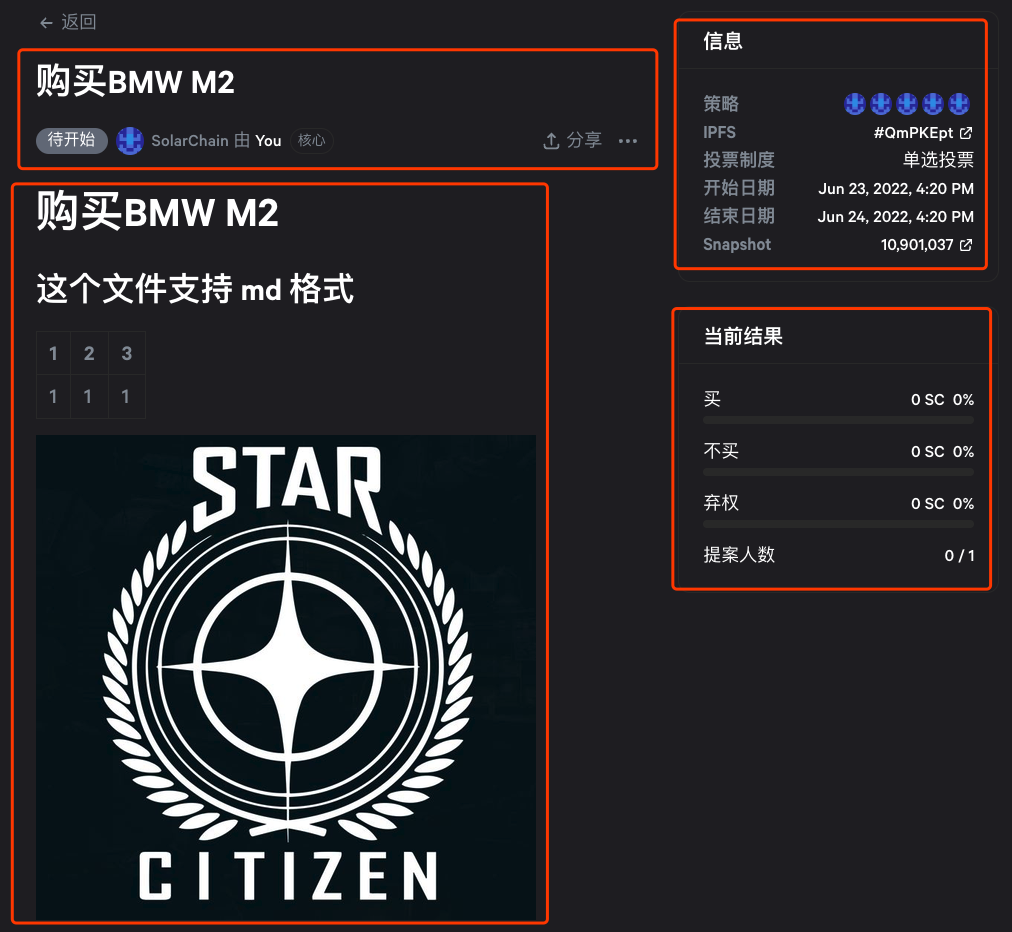 ← 返回
购买BMW M2
待开始 SolarChain 由 You 核心 分享 ...
购买BMW M2
这个文件支持 md 格式
1 2 3
1 1 1
STAR
CITIZEN
信息
策略
IPFS #QmPKEpt
投票制度 单选投票
开始日期 Jun 23, 2022, 4:20 PM
结束日期 Jun 24, 2022, 4:20 PM
Snapshot 10,901,037
当前结果
买 0 SC 0%
不买 0 SC 0%
弃权 0 SC 0%
提案人数 0 / 1